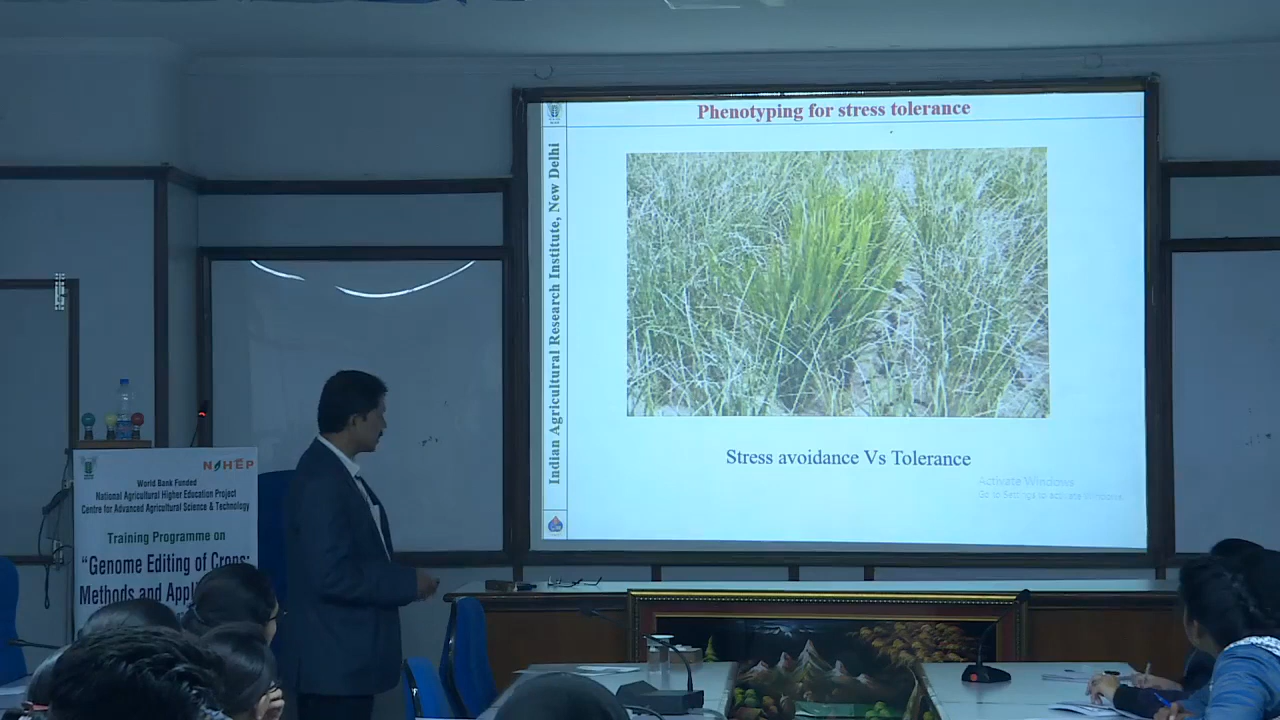 Phenotyping for stress tolerance
Indian Agricultural Research Institute, New Delhi
Stress avoidance Vs Tolerance
Activate Windows
Go to Settings to activate Windows.
NAHEP
World Bank Funded
National Agricultural Higher Education Project
Centre for Advanced Agricultural Science & Technology
Training Programme on
“Genome Editing of Crops:
Methods and